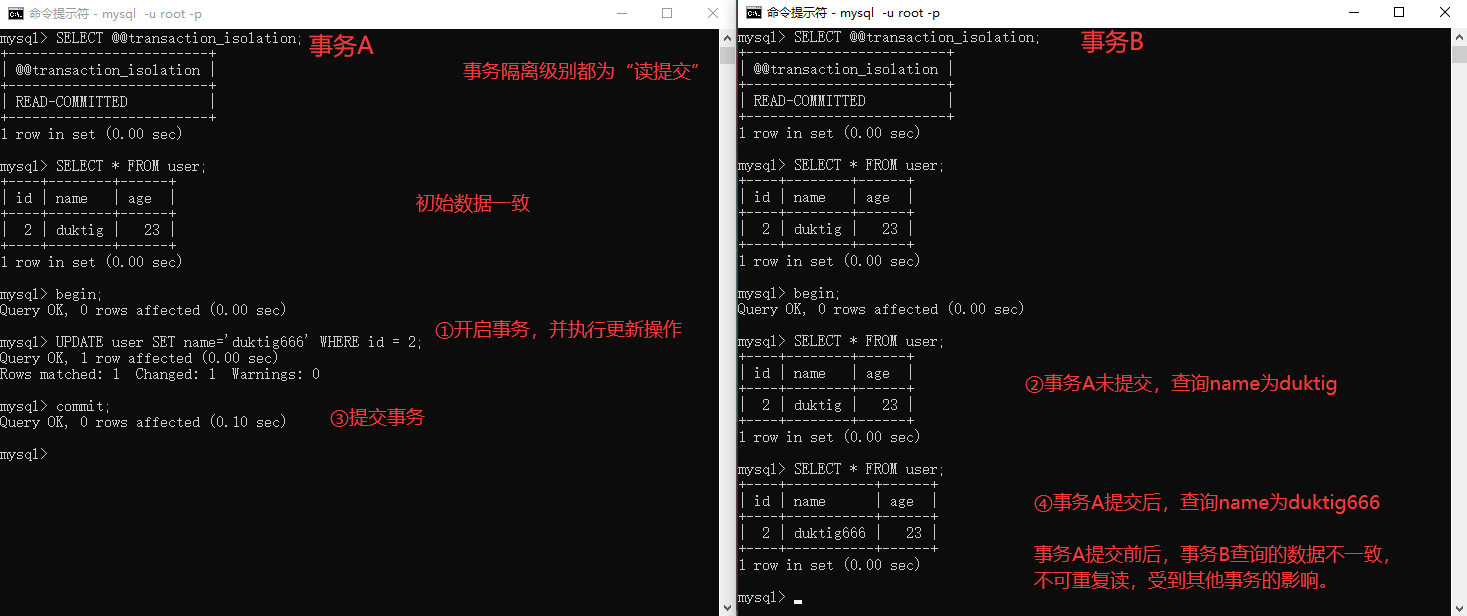 命令提示符 - mysql -u root -p
mysql> SELECT @@transaction_isolation;
事务A
+-------------------------+
| @@transaction_isolation |
+-------------------------+
| READ-COMMITTED          |
+-------------------------+
1 row in set (0.00 sec)
事务隔离级别都为“读提交”
mysql> SELECT * FROM user;
+----+--------+------+
| id | name   | age  |
+----+--------+------+
|  2 | duktig |   23 |
+----+--------+------+
1 row in set (0.00 sec)
初始数据一致
mysql> begin;
Query OK, 0 rows affected (0.00 sec)
①开启事务，并执行更新操作
mysql> UPDATE user SET name='duktig666' WHERE id = 2;
Query OK, 1 row affected (0.00 sec)
Rows matched: 1  Changed: 1  Warnings: 0
mysql> commit;
Query OK, 0 rows affected (0.10 sec)
③提交事务
mysql>
命令提示符 - mysql -u root -p
mysql> SELECT @@transaction_isolation;
事务B
+-------------------------+
| @@transaction_isolation |
+-------------------------+
| READ-COMMITTED          |
+-------------------------+
1 row in set (0.00 sec)
mysql> SELECT * FROM user;
+----+--------+------+
| id | name   | age  |
+----+--------+------+
|  2 | duktig |   23 |
+----+--------+------+
1 row in set (0.00 sec)
mysql> begin;
Query OK, 0 rows affected (0.00 sec)
mysql> SELECT * FROM user;
+----+--------+------+
| id | name   | age  |
+----+--------+------+
|  2 | duktig |   23 |
+----+--------+------+
1 row in set (0.00 sec)
②事务A未提交，查询name为duktig
mysql> SELECT * FROM user;
+----+-----------+------+
| id | name      | age  |
+----+-----------+------+
|  2 | duktig666 |   23 |
+----+-----------+------+
1 row in set (0.00 sec)
④事务A提交后，查询name为duktig666
事务A提交前后，事务B查询的数据不一致，
不可重复读，受到其他事务的影响。
mysql>